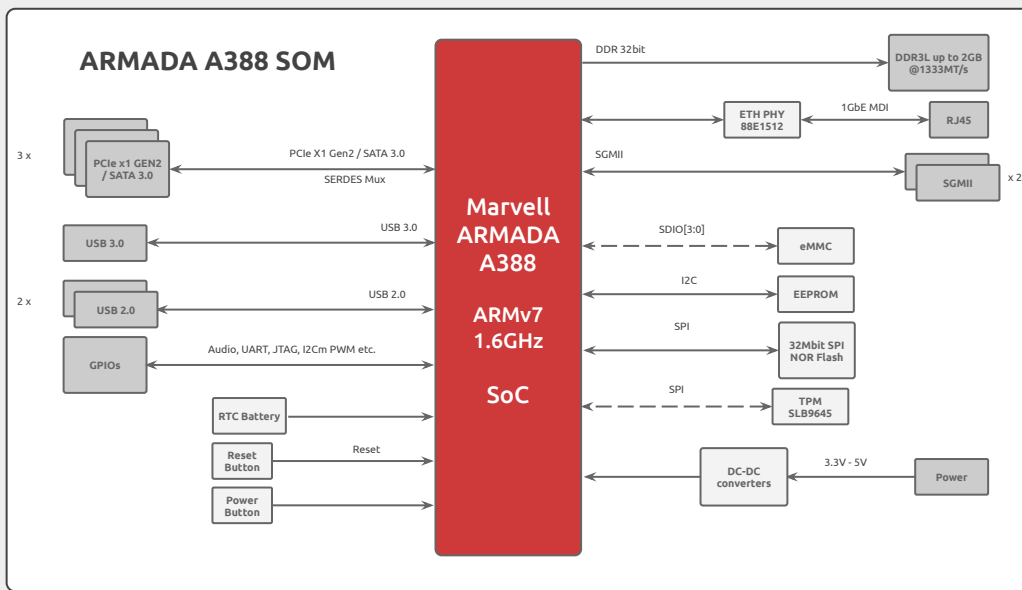 ARMADA A388 SOM
3 x
PCIe x1 GEN2
/ SATA 3.0
PCIe X1 Gen2 / SATA 3.0
SERDES Mux
USB 3.0
USB 3.0
2 x
USB 2.0
USB 2.0
GPIOs
Audio, UART, JTAG, I2Cm PWM etc.
RTC Battery
Reset
Button
Reset
Power
Button
Marvell
ARMADA
A388
ARMv7
1.6GHz
SoC
DDR 32bit
DDR3L up to 2GB
@1333MT/s
ETH PHY
88E1512
1GbE MDI
RJ45
SGMII
SGMII
x 2
SDIO[3:0]
eMMC
I2C
EEPROM
SPI
32Mbit SPI
NOR Flash
SPI
TPM
SLB9645
DC-DC
converters
3.3V - 5V
Power